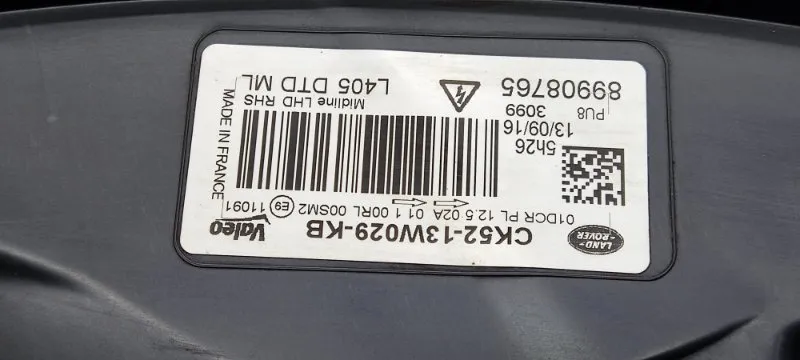 LAND-
ROVER
CK52-13W029-KB
Valeo
01DCR PL 12.5 02A 01 1 00RL 00SM2 E9 11091
5h26
13/09/16
3099
PU8
89908765
Midline LHD RHS
L405 DTD ML
MADE IN FRANCE